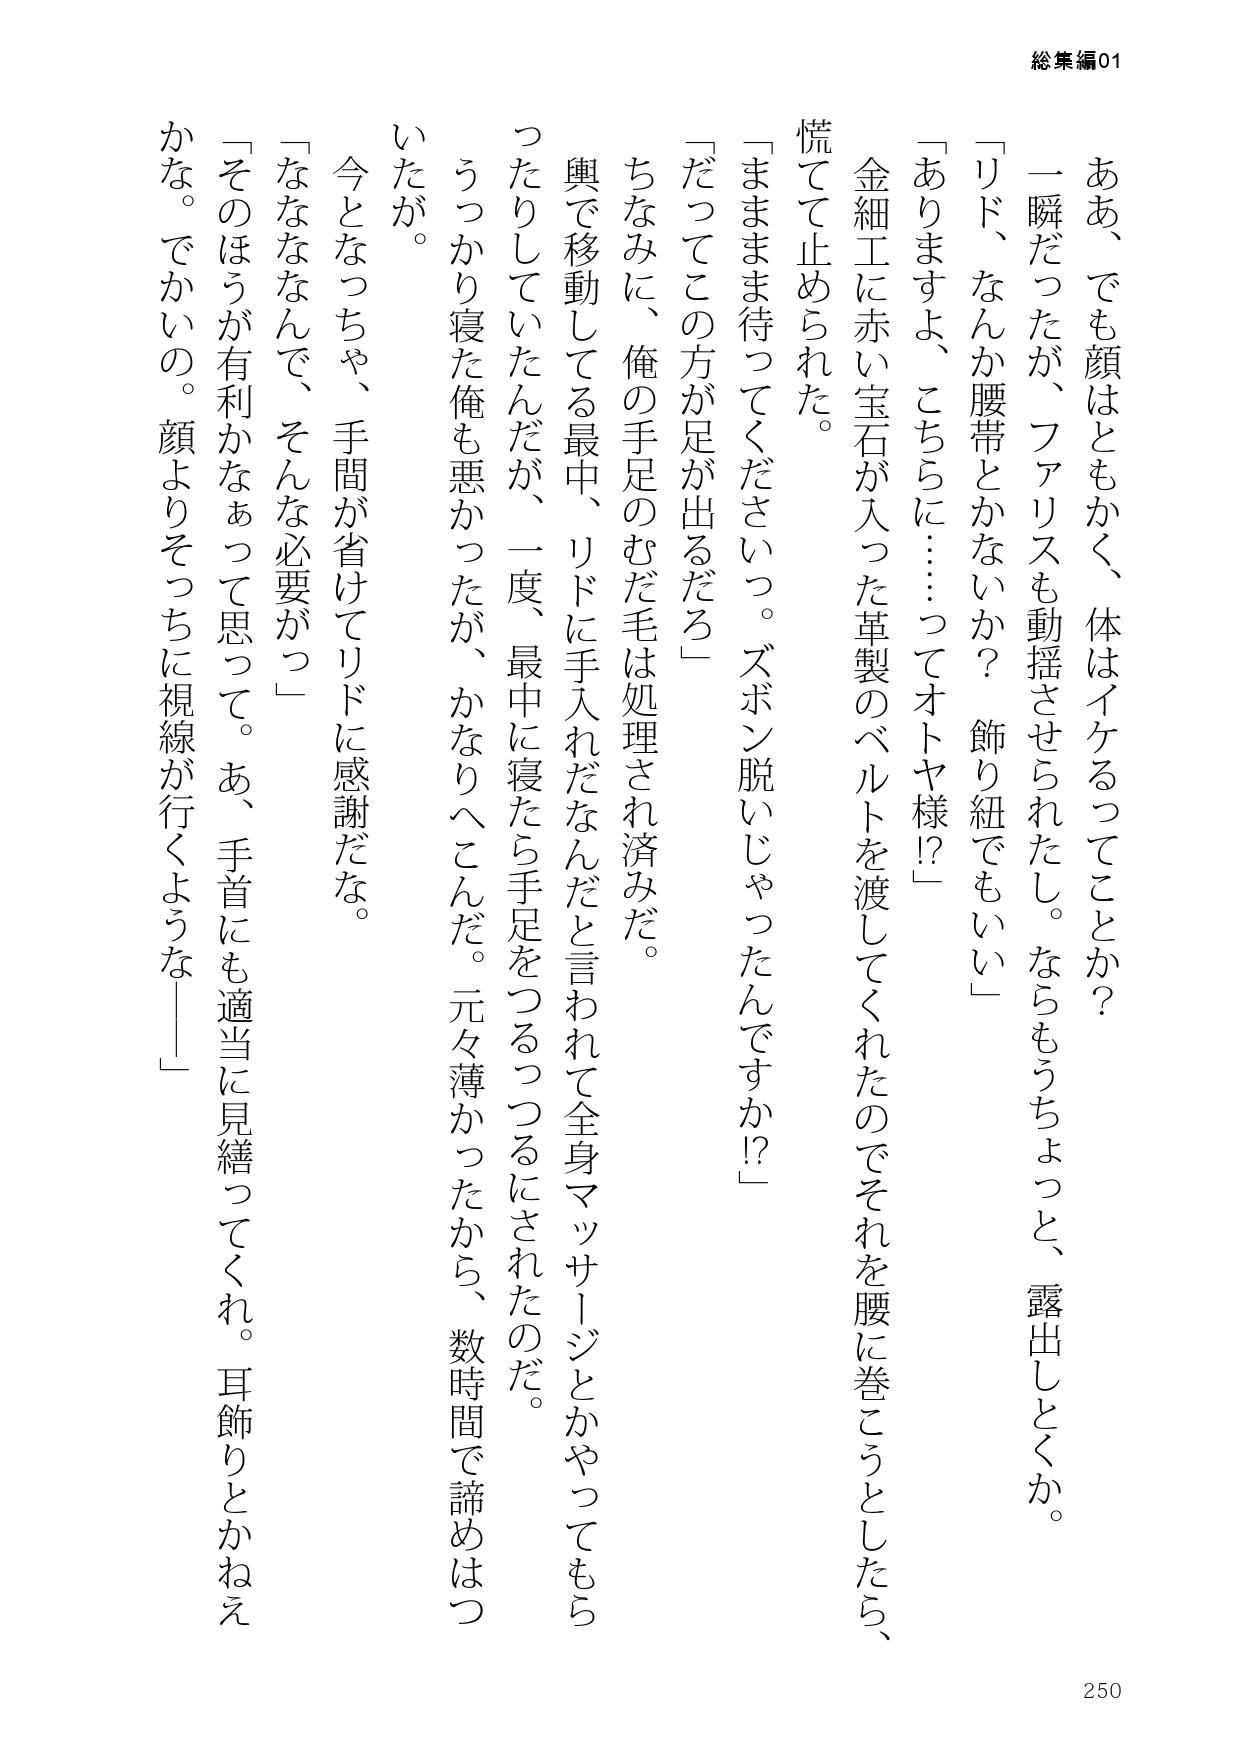 総集編01
ああ、でも顔はともかく、体はイケるってことか？
一瞬だったが、ファリスも動揺させられたし。ならもうちょっと、露出しとくか。
「リド、なんか腰帯とかないか？　飾り紐でもいい」
「ありますよ、こちらに……ってオトヤ様⁉」
金細工に赤い宝石が入った革製のベルトを渡してくれたのでそれを腰に巻こうとしたら、
慌てて止められた。
「まままま待ってくださいっ。ズボン脱いじゃったんですか⁉」
「だってこの方が足が出るだろ」
ちなみに、俺の手足のむだ毛は処理され済みだ。
輿で移動してる最中、リドに手入れだなんだと言われて全身マッサージとかやってもら
ったりしていたんだが、一度、最中に寝たら手足をつるっつるにされたのだ。
うっかり寝た俺も悪かったが、かなりへこんだ。元々薄かったから、数時間で諦めはつ
いたが。
今となっちゃ、手間が省けてリドに感謝だな。
「なななななんで、そんな必要がっ」
「そのほうが有利かなぁって思って。あ、手首にも適当に見繕ってくれ。耳飾りとかねえ
かな。でかいの。顔よりそっちに視線が行くような――」
250